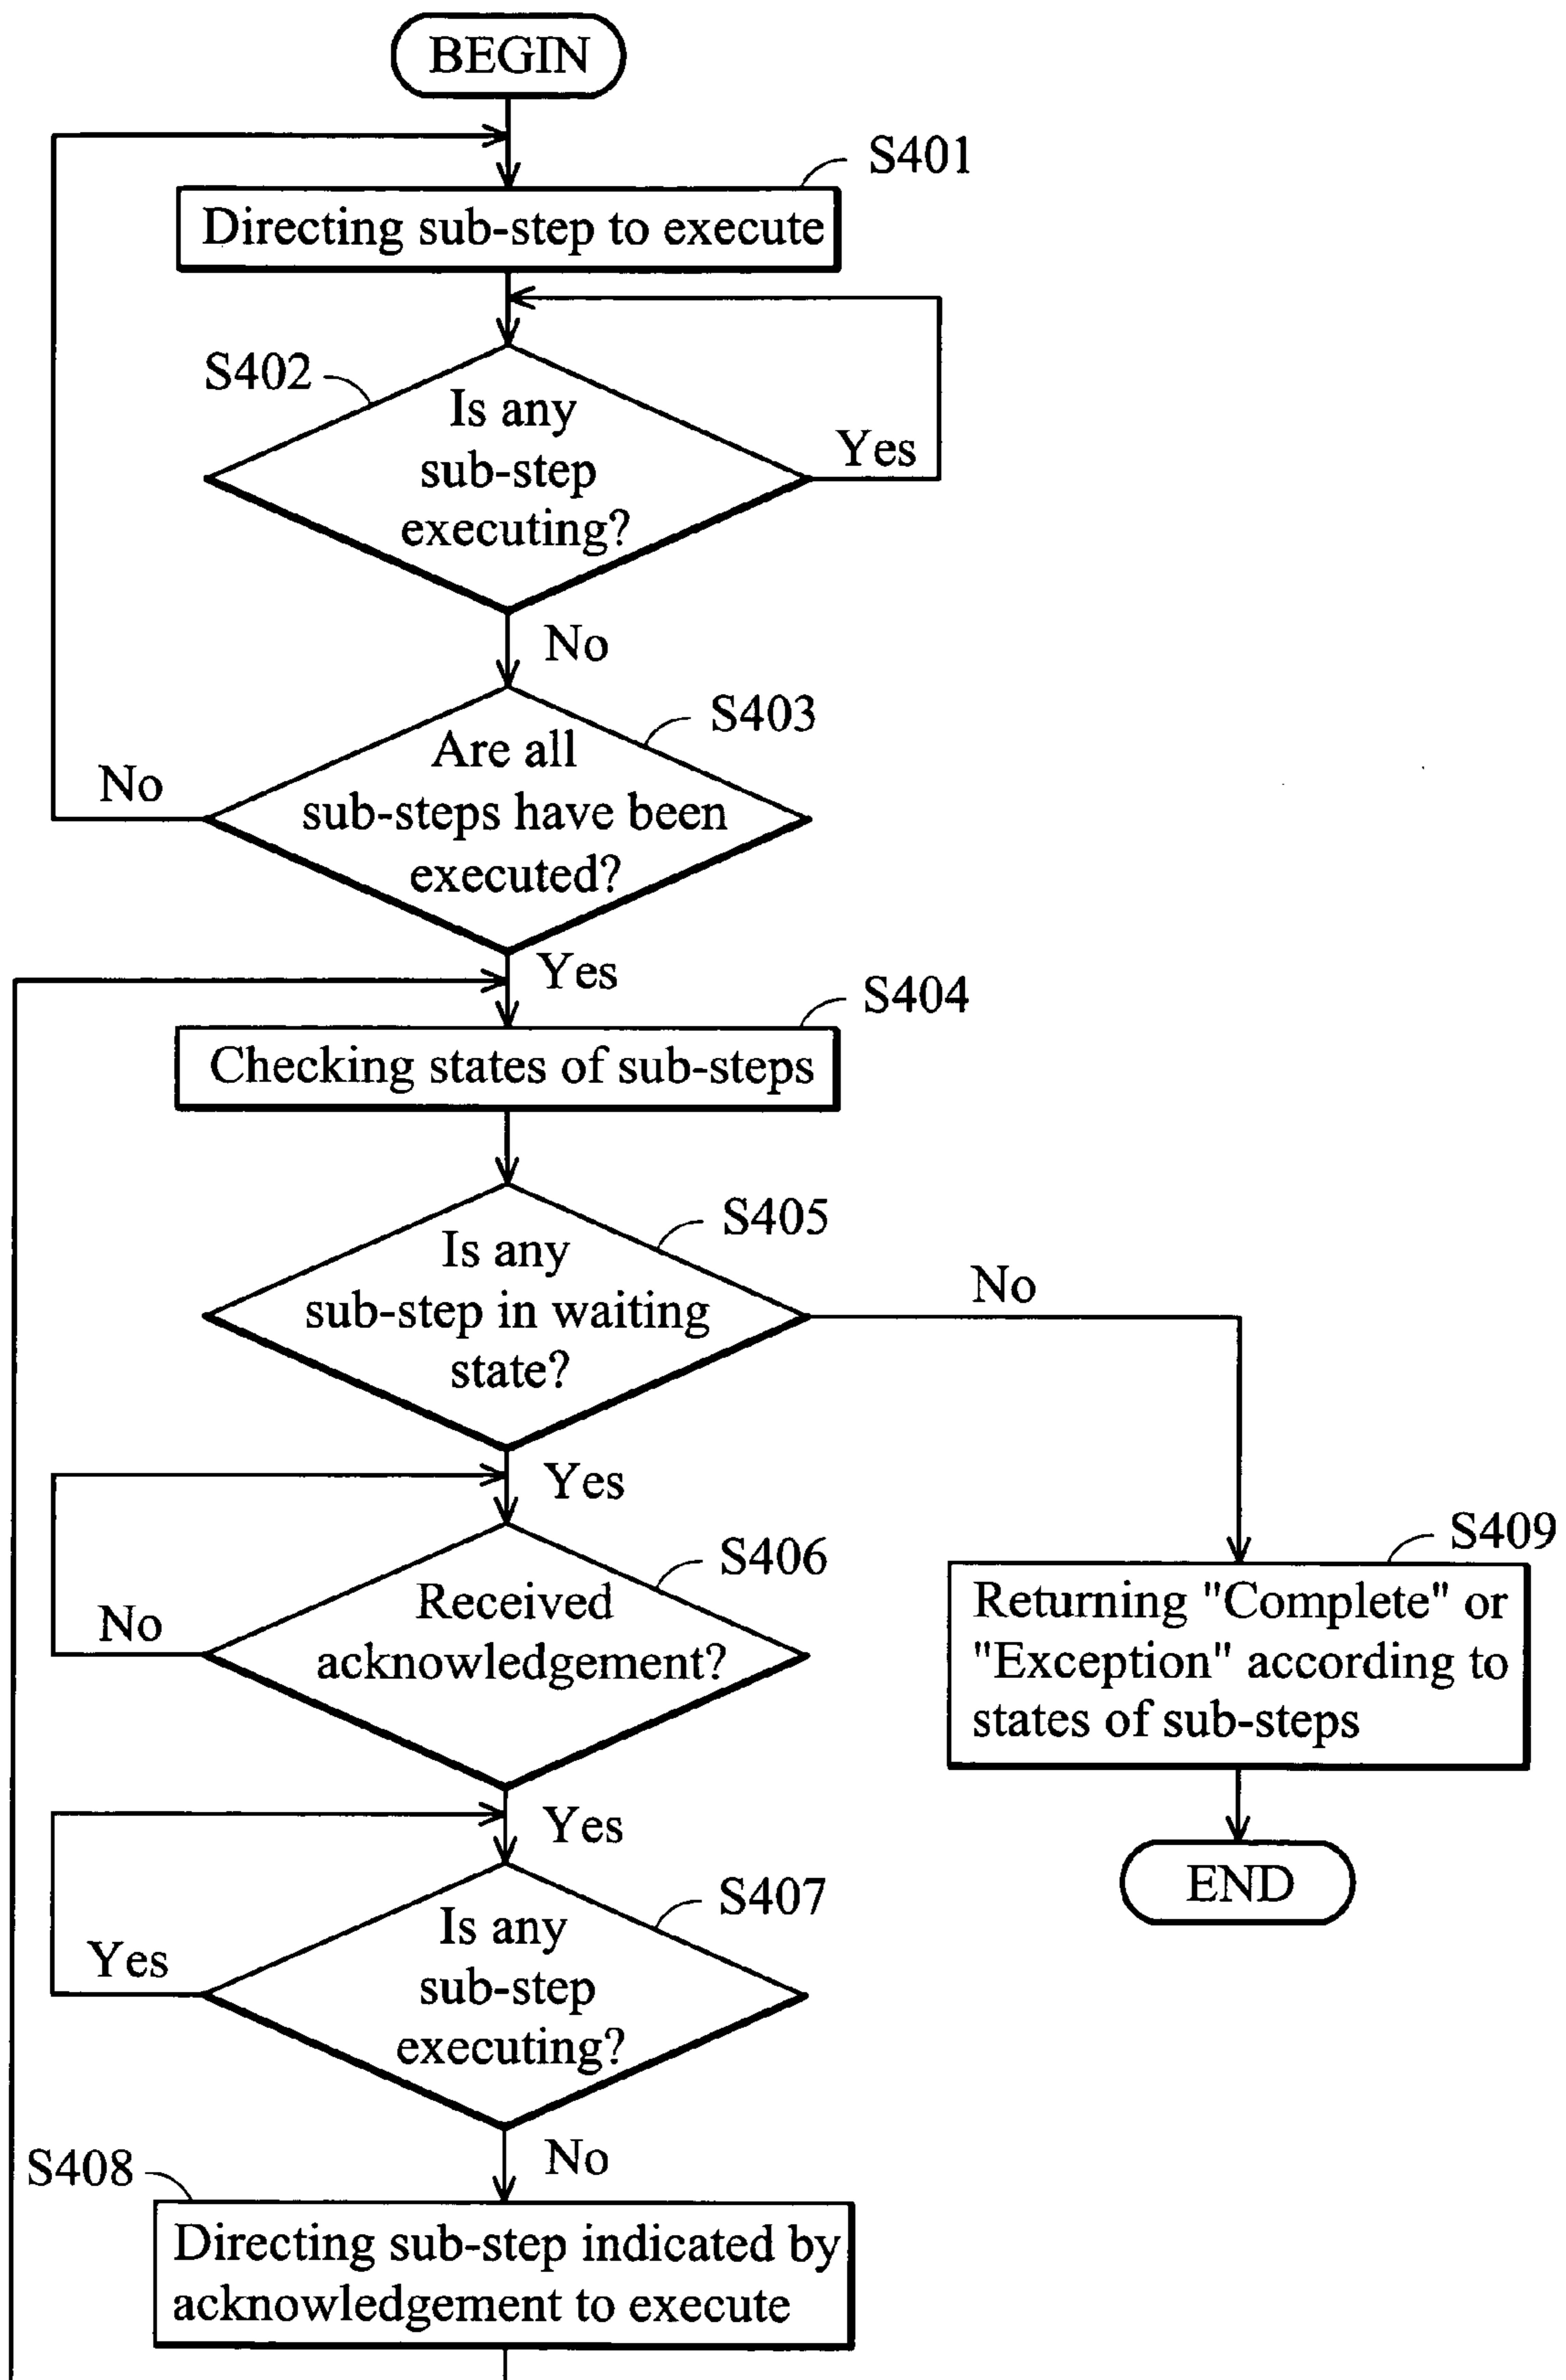 BEGIN
S401
Directing sub-step to execute
S402
Is any
sub-step
executing?
Yes
No
S403
Are all
sub-steps have been
executed?
No
Yes
S404
Checking states of sub-steps
S405
Is any
sub-step in waiting
state?
No
Yes
S406
Received
acknowledgement?
No
S409
Returning "Complete" or
"Exception" according to
states of sub-steps
Yes
END
S407
Is any
sub-step
executing?
Yes
No
S408
Directing sub-step indicated by
acknowledgement to execute